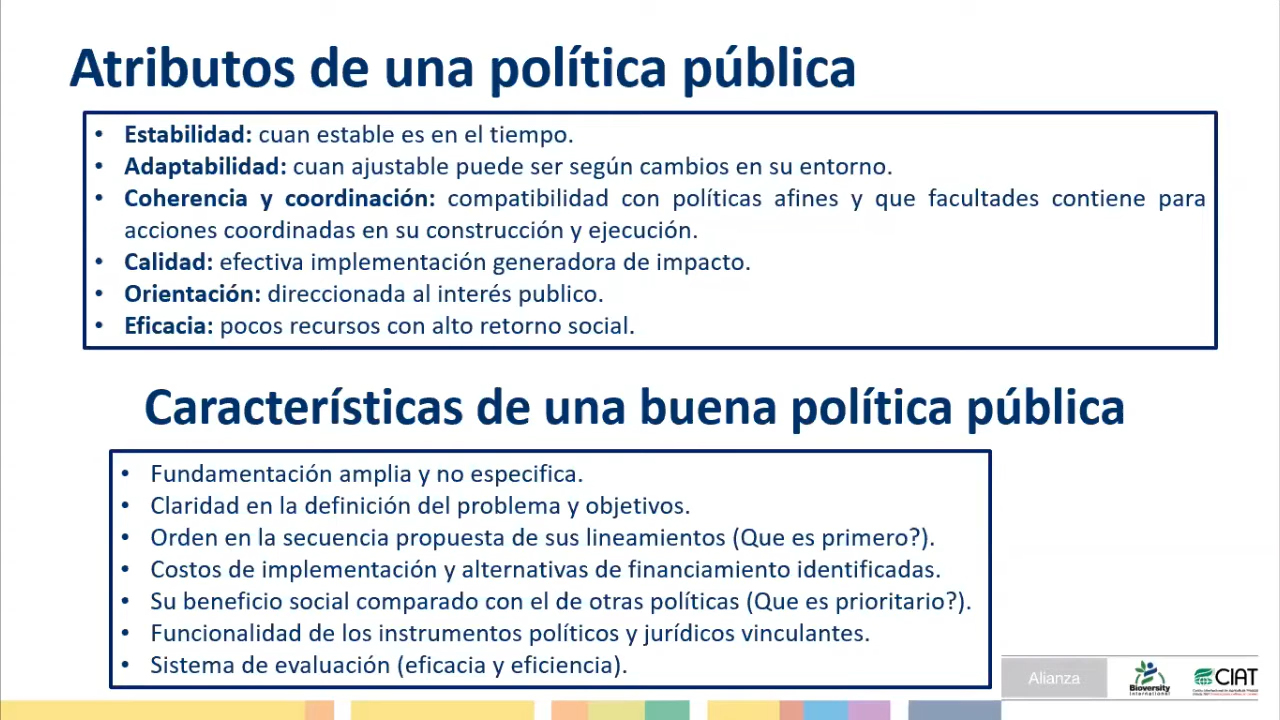 Atributos de una política pública
• Estabilidad: cuan estable es en el tiempo.
• Adaptabilidad: cuan ajustable puede ser según cambios en su entorno.
• Coherencia y coordinación: compatibilidad con políticas afines y que facultades contiene para
acciones coordinadas en su construcción y ejecución.
• Calidad: efectiva implementación generadora de impacto.
• Orientación: direccionada al interés publico.
• Eficacia: pocos recursos con alto retorno social.
Características de una buena política pública
• Fundamentación amplia y no especifica.
• Claridad en la definición del problema y objetivos.
• Orden en la secuencia propuesta de sus lineamientos (Que es primero?).
• Costos de implementación y alternativas de financiamiento identificadas.
• Su beneficio social comparado con el de otras políticas (Que es prioritario?).
• Funcionalidad de los instrumentos políticos y jurídicos vinculantes.
• Sistema de evaluación (eficacia y eficiencia).
Alianza
Bioversity
International
CIAT